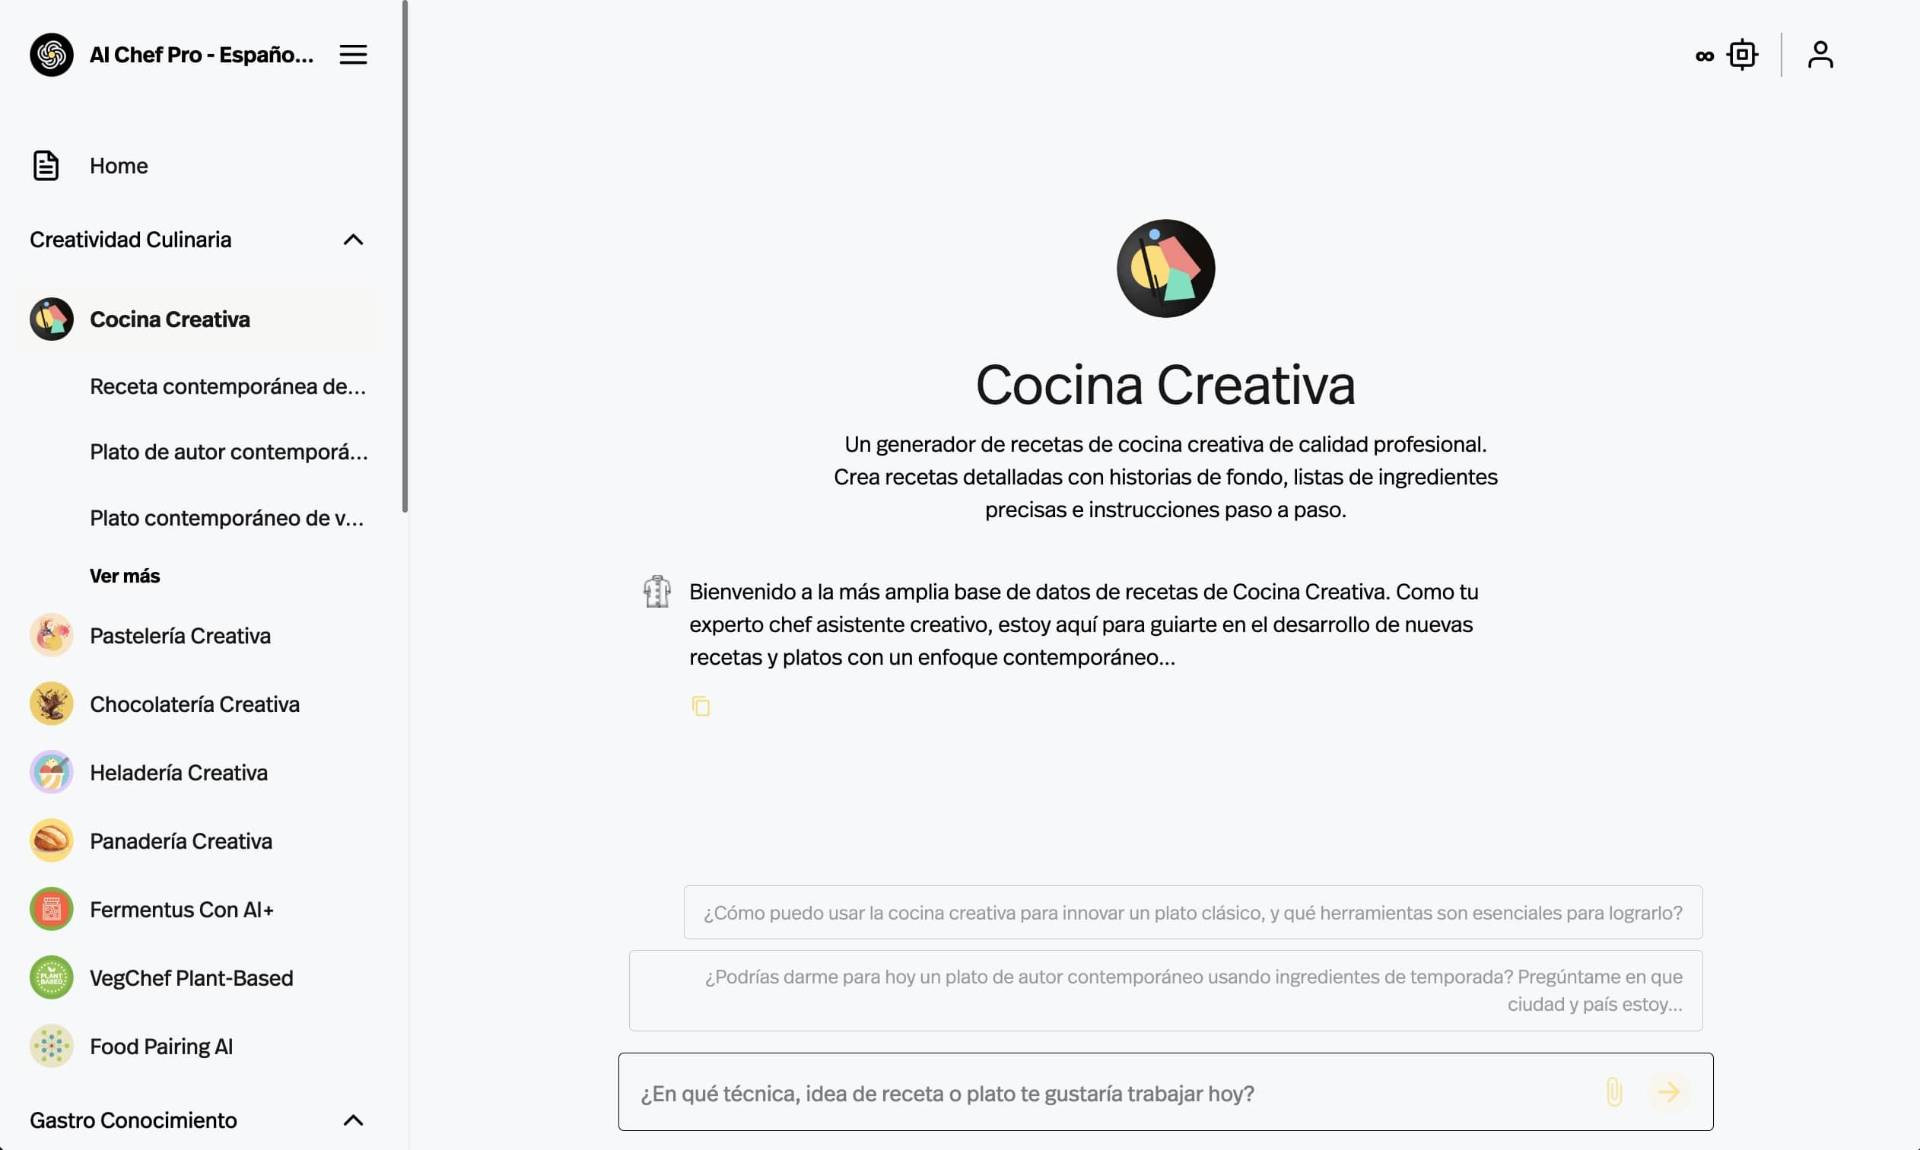 AI Chef Pro - Españo...
Home
Creatividad Culinaria
Cocina Creativa
Receta contemporánea de...
Plato de autor contemporá...
Plato contemporáneo de v...
Ver más
Pastelería Creativa
Chocolatería Creativa
Heladería Creativa
Panadería Creativa
Fermentus Con AI+
PLANT
BASED
VegChef Plant-Based
Food Pairing AI
Gastro Conocimiento
∞
Cocina Creativa
Un generador de recetas de cocina creativa de calidad profesional.
Crea recetas detalladas con historias de fondo, listas de ingredientes
precisas e instrucciones paso a paso.
Bienvenido a la más amplia base de datos de recetas de Cocina Creativa. Como tu
experto chef asistente creativo, estoy aquí para guiarte en el desarrollo de nuevas
recetas y platos con un enfoque contemporáneo...
¿Cómo puedo usar la cocina creativa para innovar un plato clásico, y qué herramientas son esenciales para lograrlo?
¿Podrías darme para hoy un plato de autor contemporáneo usando ingredientes de temporada? Pregúntame en que
ciudad y país estoy...
¿En qué técnica, idea de receta o plato te gustaría trabajar hoy?